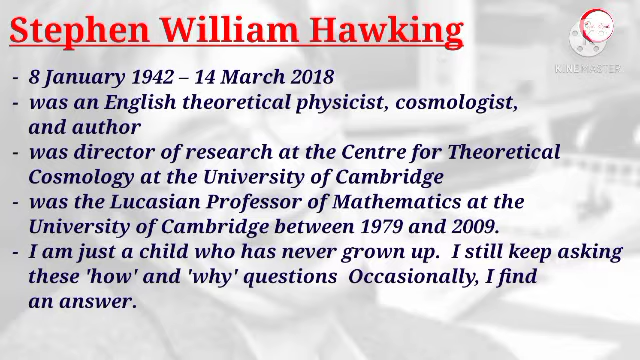 Stephen William Hawking
KINEMASTER
- 8 January 1942 – 14 March 2018
- was an English theoretical physicist, cosmologist,
and author
- was director of research at the Centre for Theoretical
Cosmology at the University of Cambridge
- was the Lucasian Professor of Mathematics at the
University of Cambridge between 1979 and 2009.
- I am just a child who has never grown up.  I still keep asking
these 'how' and 'why' questions  Occasionally, I find
an answer.